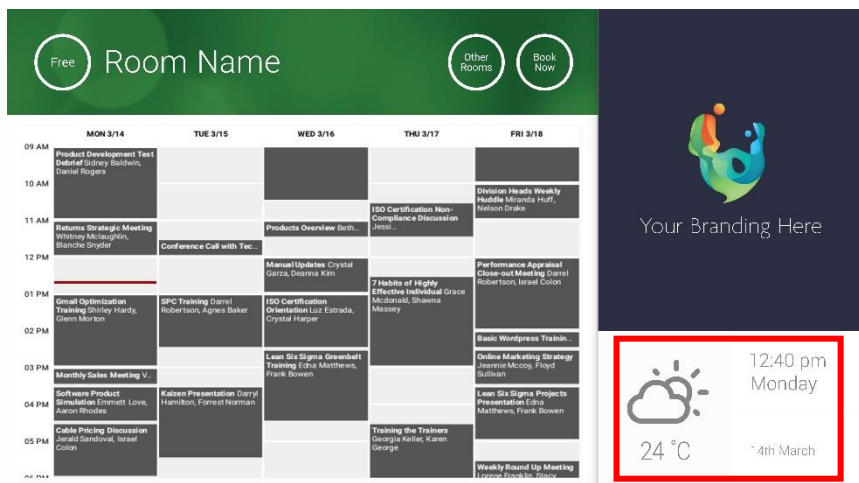 Free
Room Name
Other
Rooms
Book
Now
MON 3/14
TUE 3/15
WED 3/16
THU 3/17
FRI 3/18
09 AM
10 AM
11 AM
12 PM
01 PM
02 PM
03 PM
04 PM
05 PM
06 PM
Product Development Test
Debrief Sidney Baldwin,
Daniel Rogers
Returns Strategic Meeting
Whitney Mclaughlin,
Blanche Snyder
Gmail Optimization
Training Shirley Hardy,
Glenn Morton
Monthly Sales Meeting V...
Software Product
Simulation Emmett Love,
Aaron Rhodes
Cable Pricing Discussion
Jerald Sandoval, Israel
Colon
Conference Call with Tec...
SPC Training Darrel
Robertson, Agnes Baker
Kaizen Presentation Darryl
Hamilton, Forrest Norman
Products Overview Beth...
Manual Updates Crystal
Garza, Deanna Kim
ISO Certification
Orientation Luz Estrada,
Crystal Harper
Lean Six Sigma Greenbelt
Training Edna Matthews,
Frank Bowen
ISO Certification Non-
Compliance Discussion
Jessi...
7 Habits of Highly
Effective Individual Grace
Mcdonald, Shawna
Massey
Training the Trainers
Georgia Keller, Karen
George
Division Heads Weekly
Huddle Miranda Huff,
Nelson Drake
Performance Appraisal
Close-out Meeting Darrel
Robertson, Israel Colon
Basic Wordpress Trainin...
Online Marketing Strategy
Jeannie Mccoy, Floyd
Sullivan
Lean Six Sigma Projects
Presentation Edna
Matthews, Frank Bowen
Weekly Round Up Meeting
Lorene Franklin, Stacy
Your Branding Here
24 °C
12:40 pm
Monday
14th March